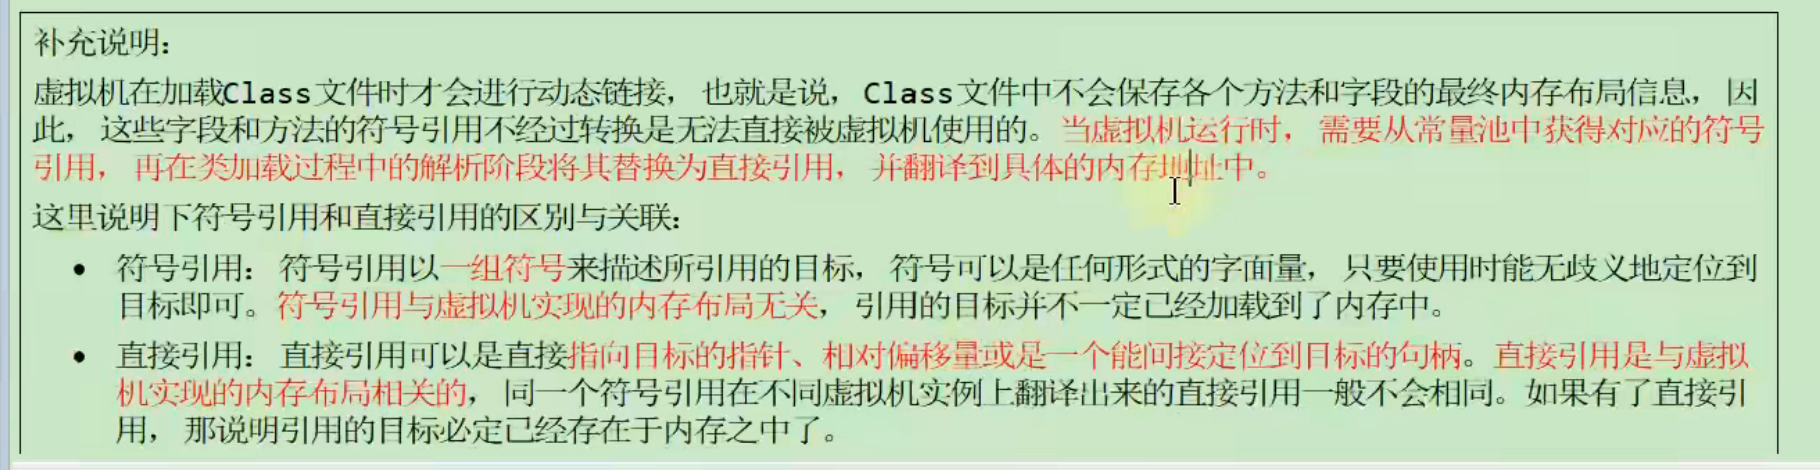 补充说明：
虚拟机在加载Class文件时才会进行动态链接，也就是说，Class文件中不会保存各个方法和字段的最终内存布局信息，因
此，这些字段和方法的符号引用不经过转换是无法直接被虚拟机使用的。当虚拟机运行时，需要从常量池中获得对应的符号
引用，再在类加载过程中的解析阶段将其替换为直接引用，并翻译到具体的内存地址中。
这里说明下符号引用和直接引用的区别与关联：
• 符号引用：符号引用以一组符号来描述所引用的目标，符号可以是任何形式的字面量，只要使用时能无歧义地定位到
目标即可。符号引用与虚拟机实现的内存布局无关，引用的目标并不一定已经加载到了内存中。
• 直接引用：直接引用可以是直接指向目标的指针、相对偏移量或是一个能间接定位到目标的句柄。直接引用是与虚拟
机实现的内存布局相关的，同一个符号引用在不同虚拟机实例上翻译出来的直接引用一般不会相同。如果有了直接引
用，那说明引用的目标必定已经存在于内存之中了。